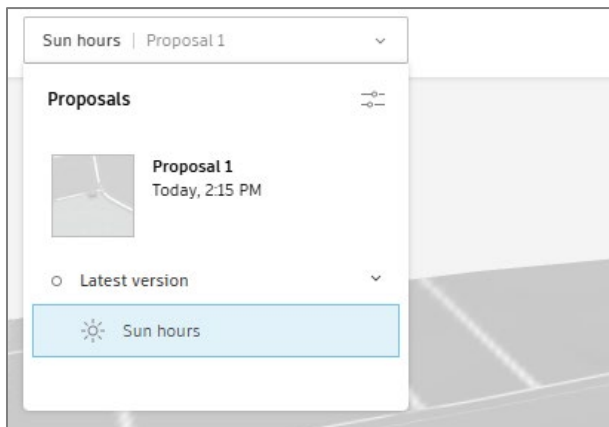 Sun hours | Proposal 1
Proposals
Proposal 1
Today, 2:15 PM
Latest version
Sun hours